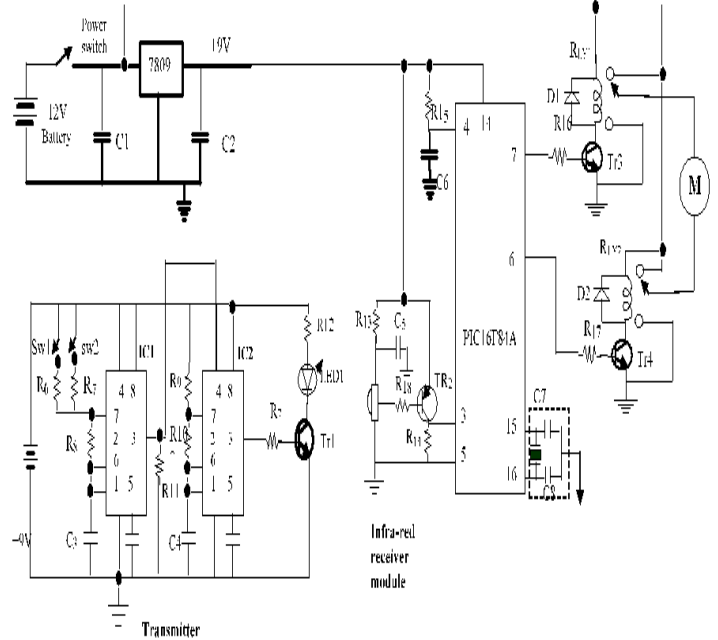 Power
switch
7809
+9V
12V
Battery
C1
C2
R15
C6
4
14
7
6
PIC16F84A
3
5
15
16
C7
C8
D1
R16
Tr3
M
D2
R17
Tr4
R13
C5
R18
TR2
R14
Infra-red
receiver
module
Sw1
sw2
R6
R7
R8
C3
IC1
4 8
7
2 3
6
1 5
R9
R10
R11
C4
IC2
4 8
7
2 3
6
1 5
R7
R12
LED1
Tr1
Transmitter